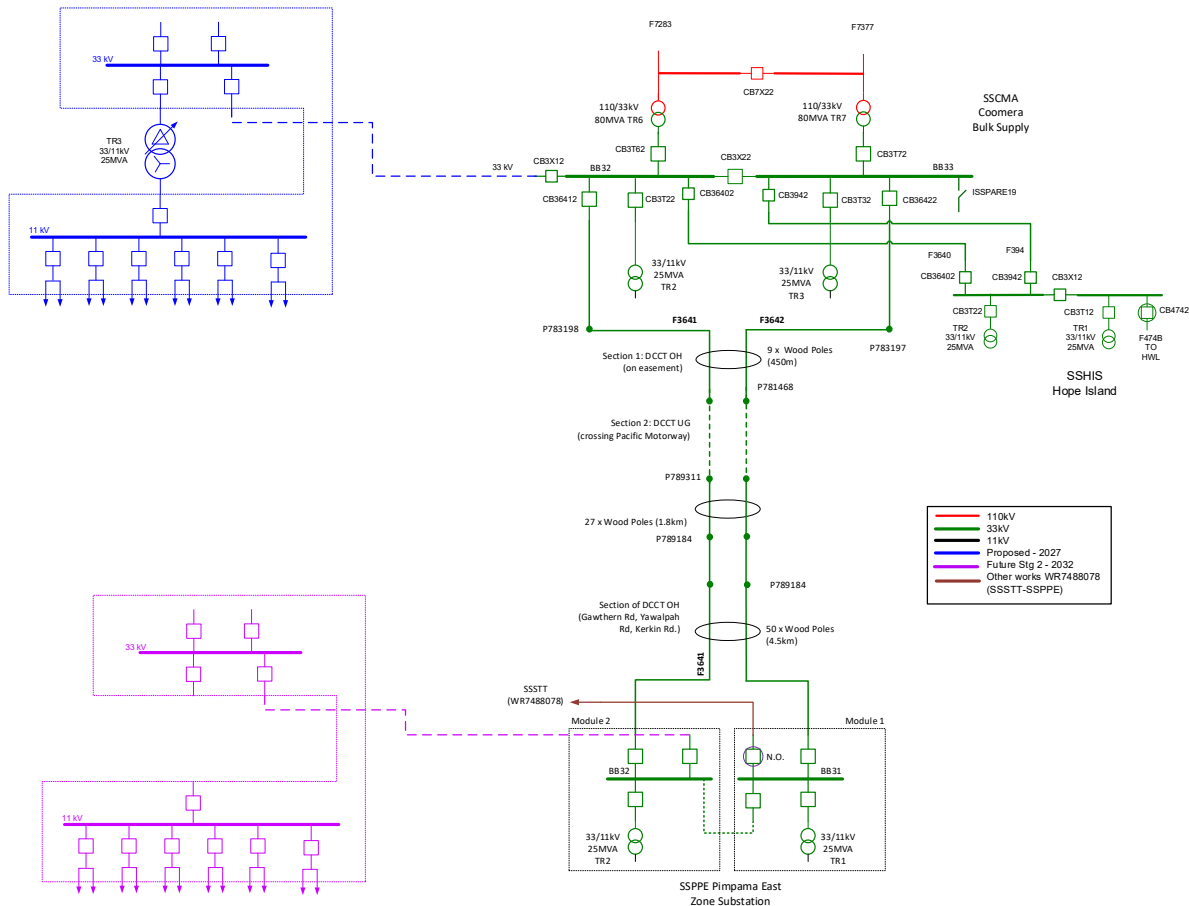 F7283
F7377
CB7X22
110/33kV
80MVA TR6
110/33kV
80MVA TR7
SSCMA
Coomera
Bulk Supply
33 kV
TR3
33/11kV
25MVA
11 kV
CB3T62
CB3T72
33 kV
CB3X12
BB32
CB3X22
BB33
CB36412
CB3T22
CB36402
CB3942
CB3T32
CB36422
ISSPARE19
33/11kV
25MVA
TR2
33/11kV
25MVA
TR3
F3640
F394
CB36402
CB3942
CB3X12
CB3T22
CB3T12
CB4742
TR2
33/11kV
25MVA
TR1
33/11kV
25MVA
F474B
TO
HWL
SSHIS
Hope Island
P783198
F3641
F3642
P783197
Section 1: DCCT OH
(on easement)
9 x Wood Poles
(450m)
P781468
Section 2: DCCT UG
(crossing Pacific Motorway)
P789311
27 x Wood Poles (1.8km)
P789184
P789184
Section of DCCT OH
(Gawthern Rd, Yawalpah
Rd, Kerkin Rd.)
50 x Wood Poles
(4.5km)
F3641
110kV
33kV
11kV
Proposed - 2027
Future Stg 2 - 2032
Other works WR7488078
(SSSTT-SSPPE)
33 kV
11 kV
SSSTT
(WR7488078)
Module 2
Module 1
N.O.
BB32
BB31
33/11kV
25MVA
TR2
33/11kV
25MVA
TR1
SSPPE Pimpama East
Zone Substation